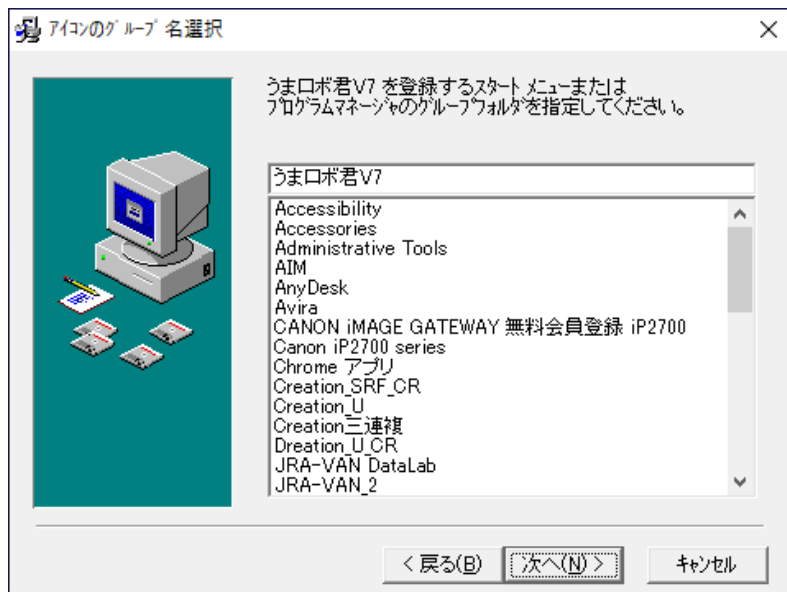 ｱｲｺﾝのｸﾞﾙｰﾌﾟ名選択
うまロボ君V7 を登録するｽﾀｰﾄ ﾒﾆｭｰまたは
ﾌﾟﾛｸﾞﾗﾑﾏﾈｰｼﾞｬのｸﾞﾙｰﾌﾟﾌｫﾙﾀﾞを指定してください。
うまロボ君V7
Accessibility
Accessories
Administrative Tools
AIM
AnyDesk
Avira
CANON iMAGE GATEWAY 無料会員登録 iP2700
Canon iP2700 series
Chrome アプリ
Creation_SRF_CR
Creation_U
Creation三連複
Dreation_U_CR
JRA-VAN DataLab
JRA-VAN_2
< 戻る(B)
次へ(N) >
ｷｬﾝｾﾙ